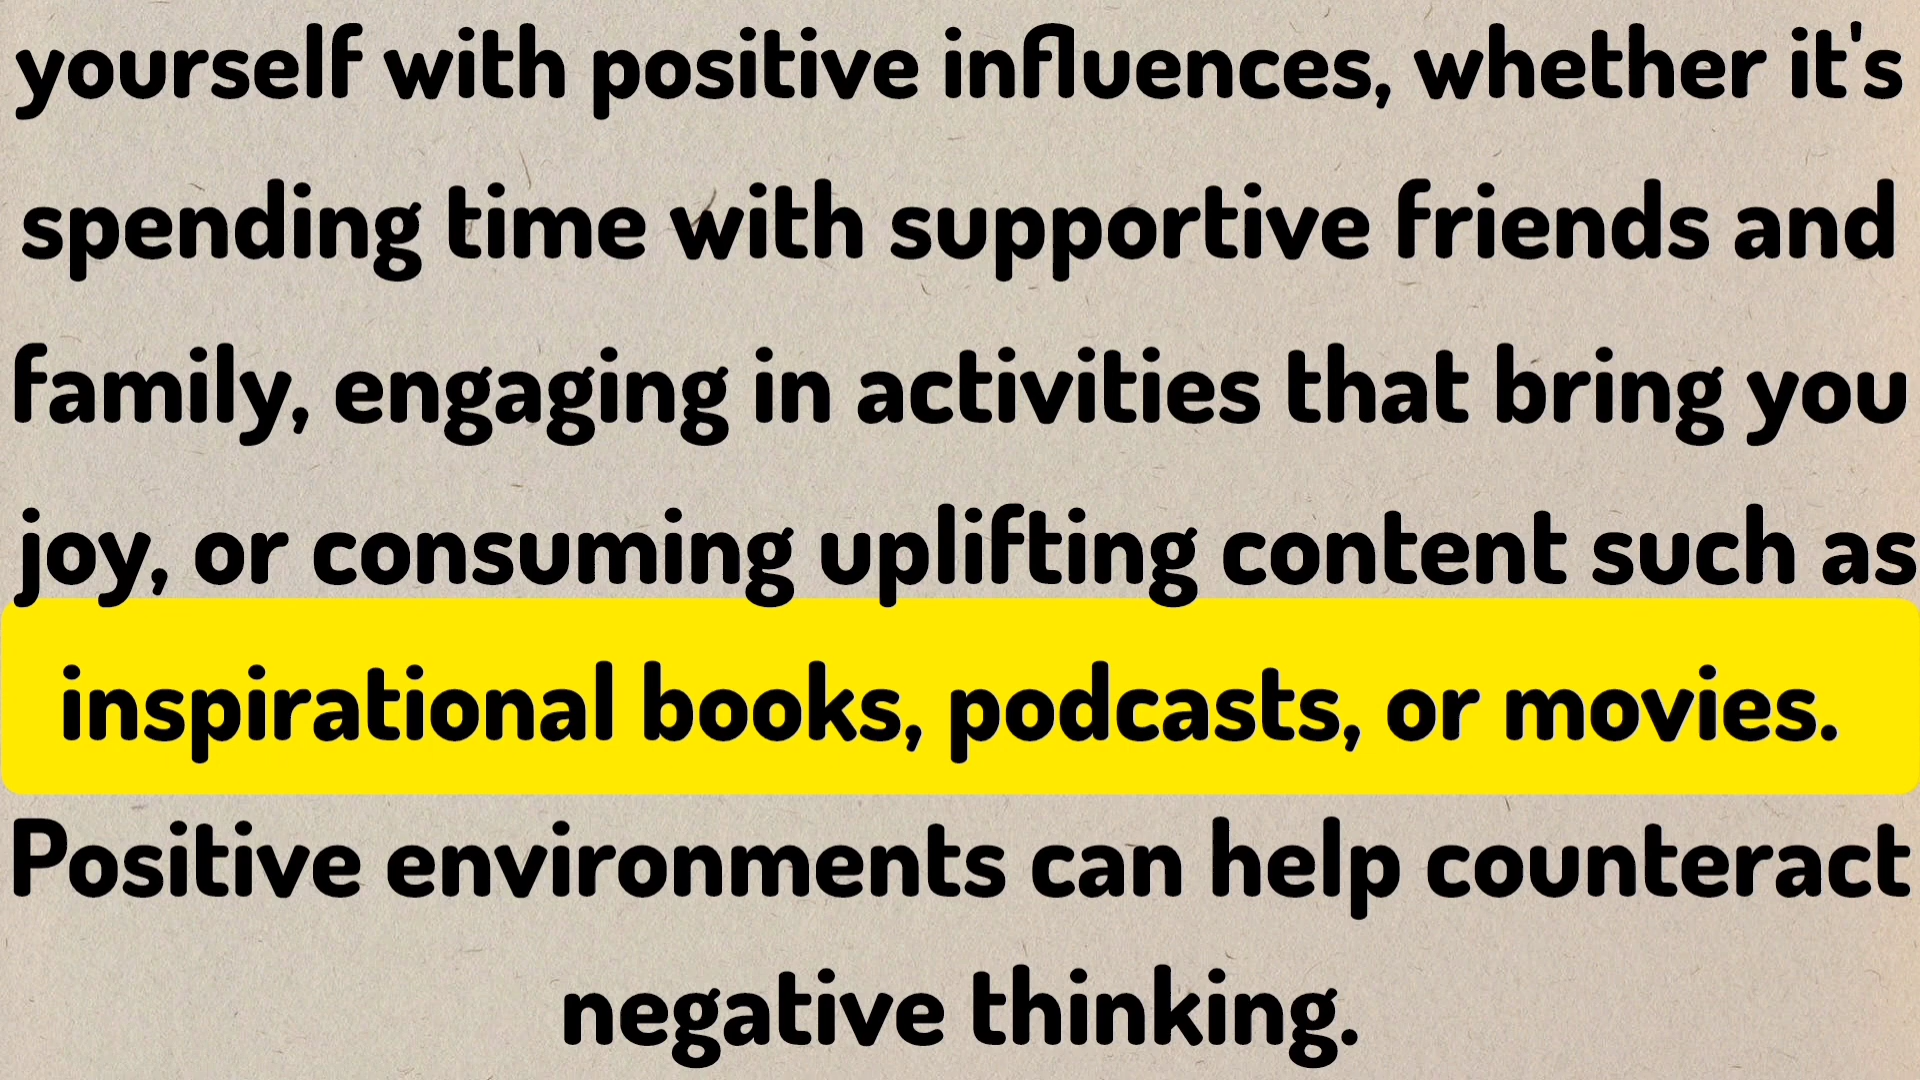 yourself with positive influences, whether it's
spending time with supportive friends and
family, engaging in activities that bring you
joy, or consuming uplifting content such as
inspirational books, podcasts, or movies.
Positive environments can help counteract
negative thinking.